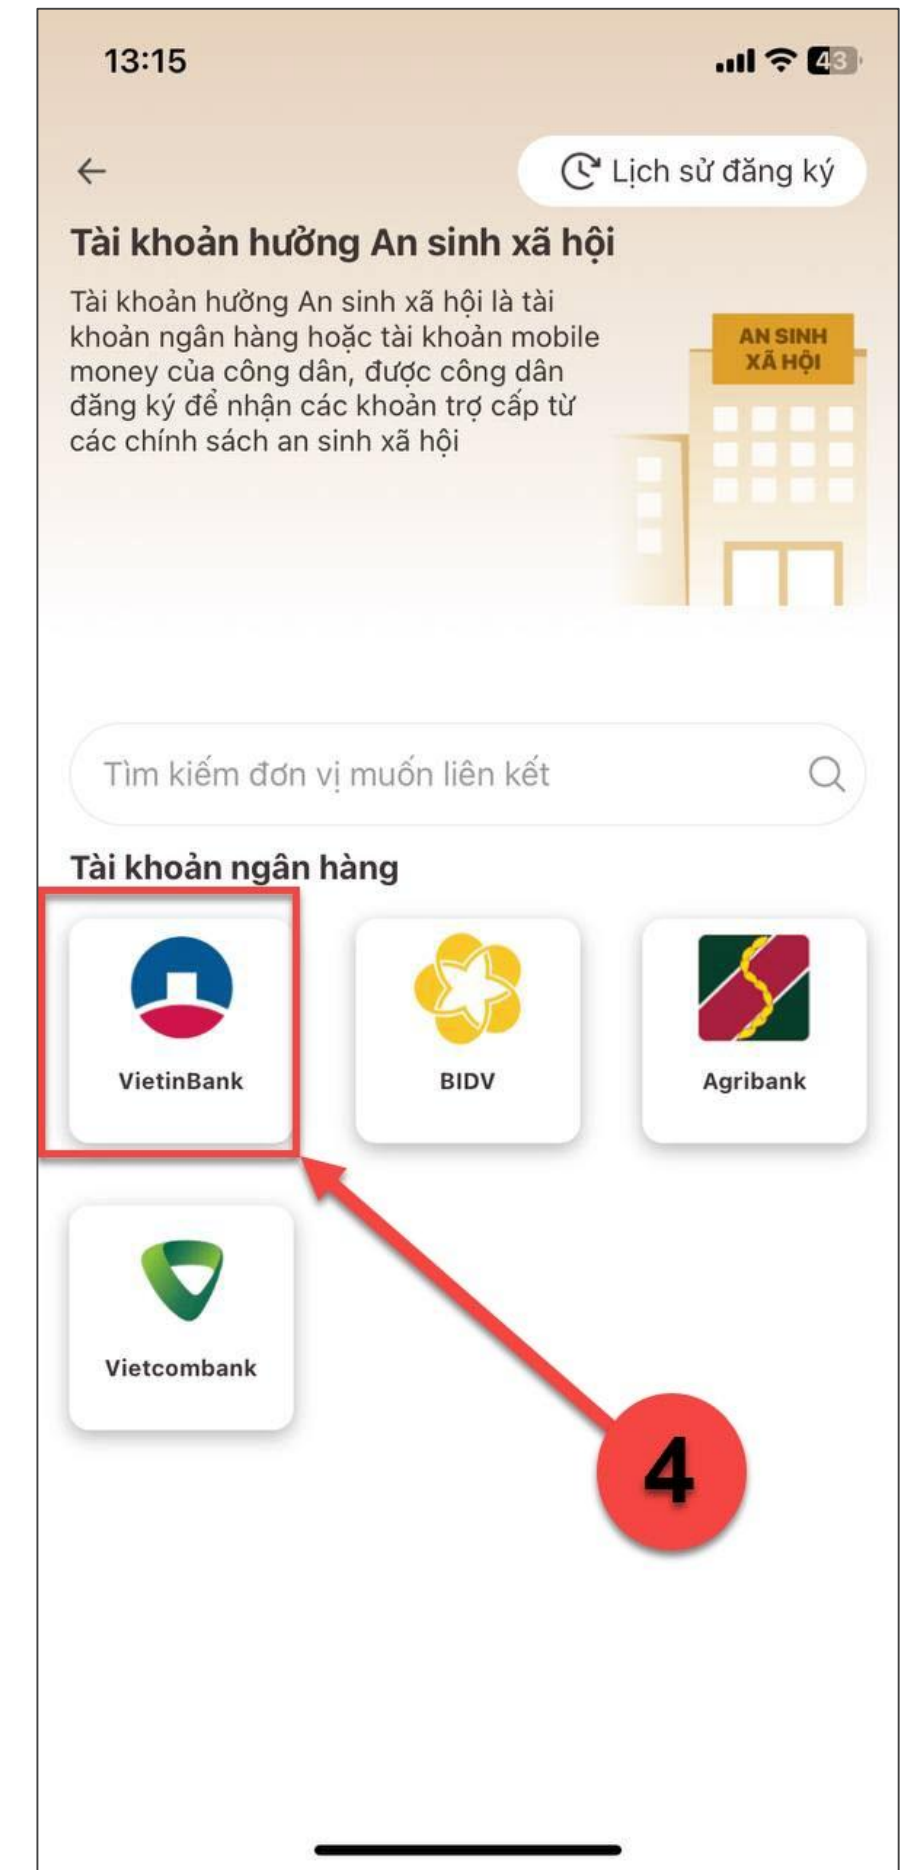 13:15
43
Lịch sử đăng ký
Tài khoản hưởng An sinh xã hội
Tài khoản hưởng An sinh xã hội là tài
khoản ngân hàng hoặc tài khoản mobile
money của công dân, được công dân
đăng ký để nhận các khoản trợ cấp từ
các chính sách an sinh xã hội
AN SINH
XÃ HỘI
Tìm kiếm đơn vị muốn liên kết
Tài khoản ngân hàng
VietinBank
BIDV
Agribank
Vietcombank
4